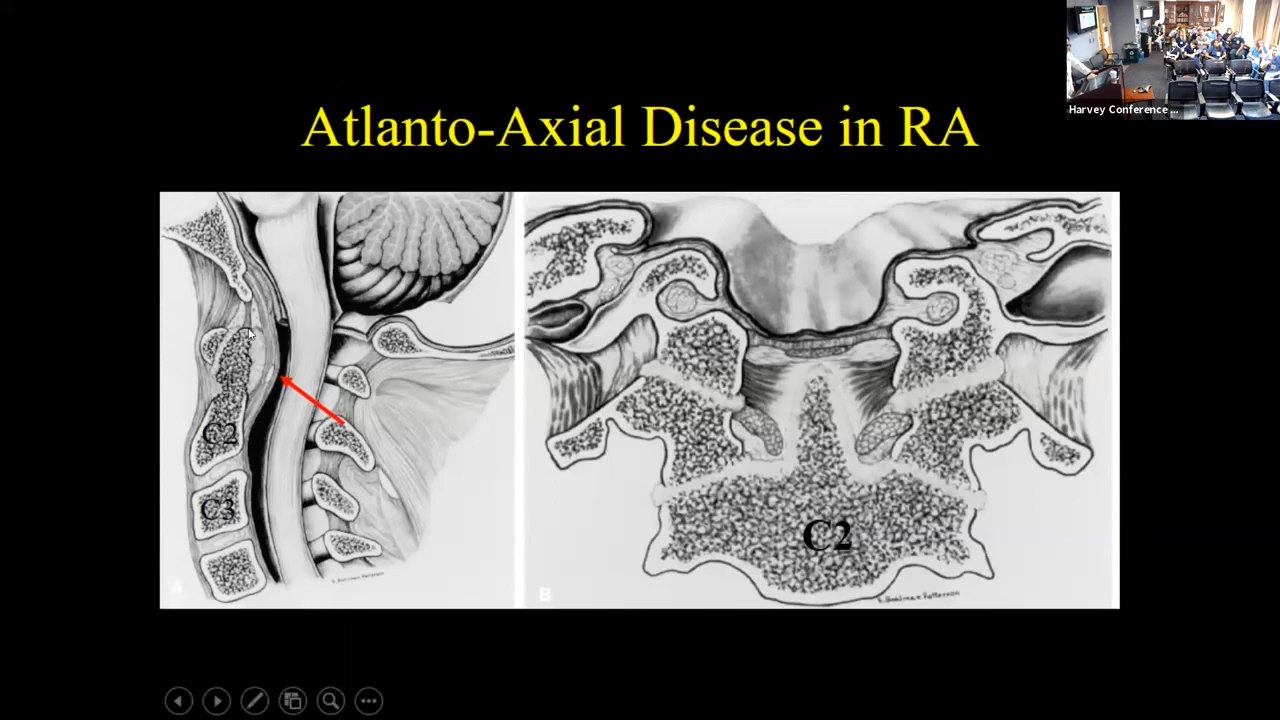 Harvey Conference ...
Atlanto-Axial Disease in RA
C2
C3
C2
A
B